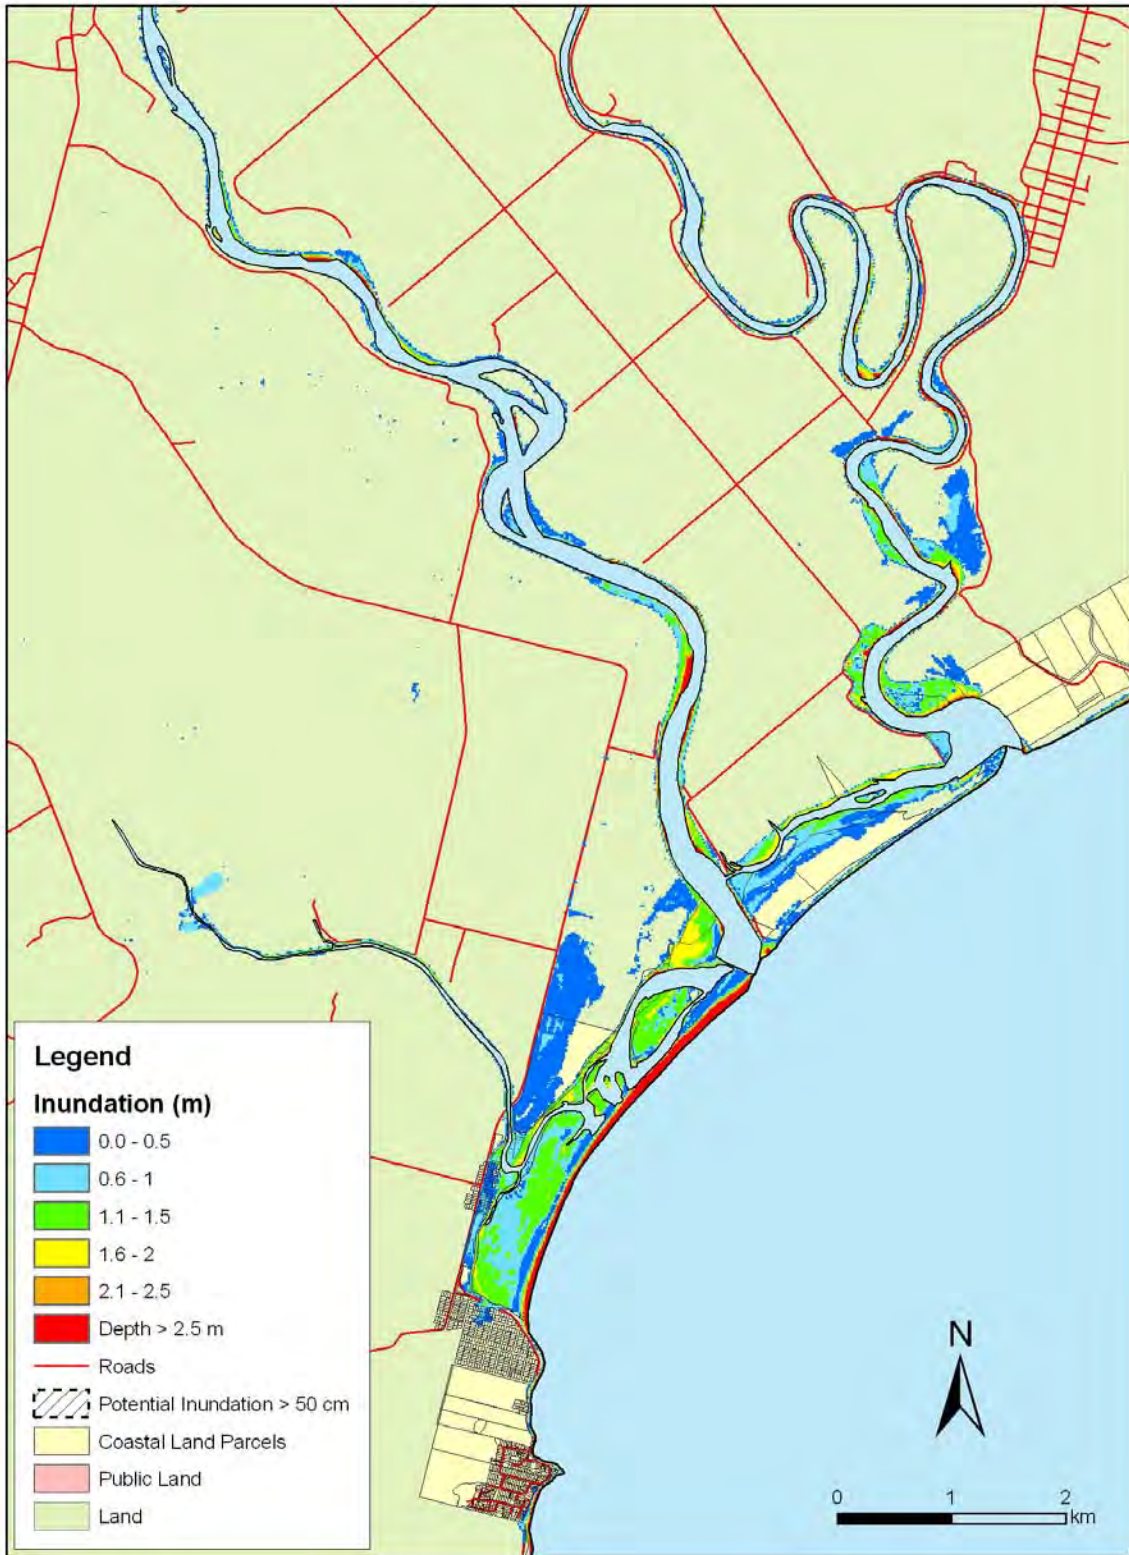 Legend
Inundation (m)
0.0 - 0.5
0.6 - 1
1.1 - 1.5
1.6 - 2
2.1 - 2.5
Depth > 2.5 m
Roads
Potential Inundation > 50 cm
Coastal Land Parcels
Public Land
Land
N
0 1 2
km